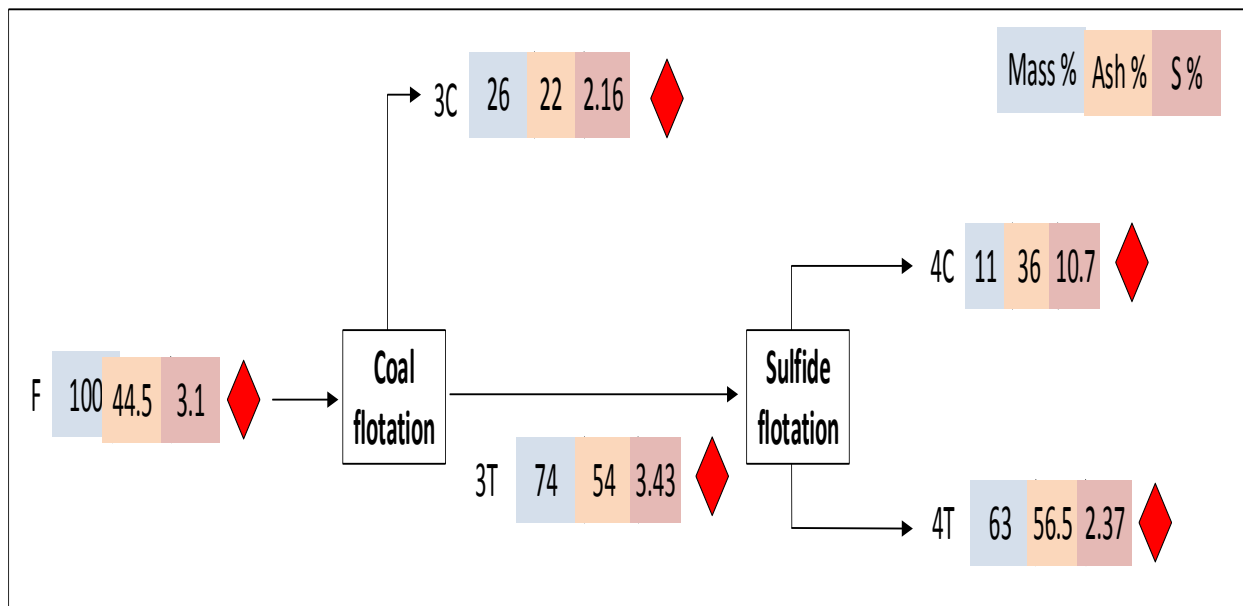 Mass % Ash % S %
3C 26 22 2.16
4C 11 36 10.7
F 100 44.5 3.1
Coal
flotation
Sulfide
flotation
3T 74 54 3.43
4T 63 56.5 2.37